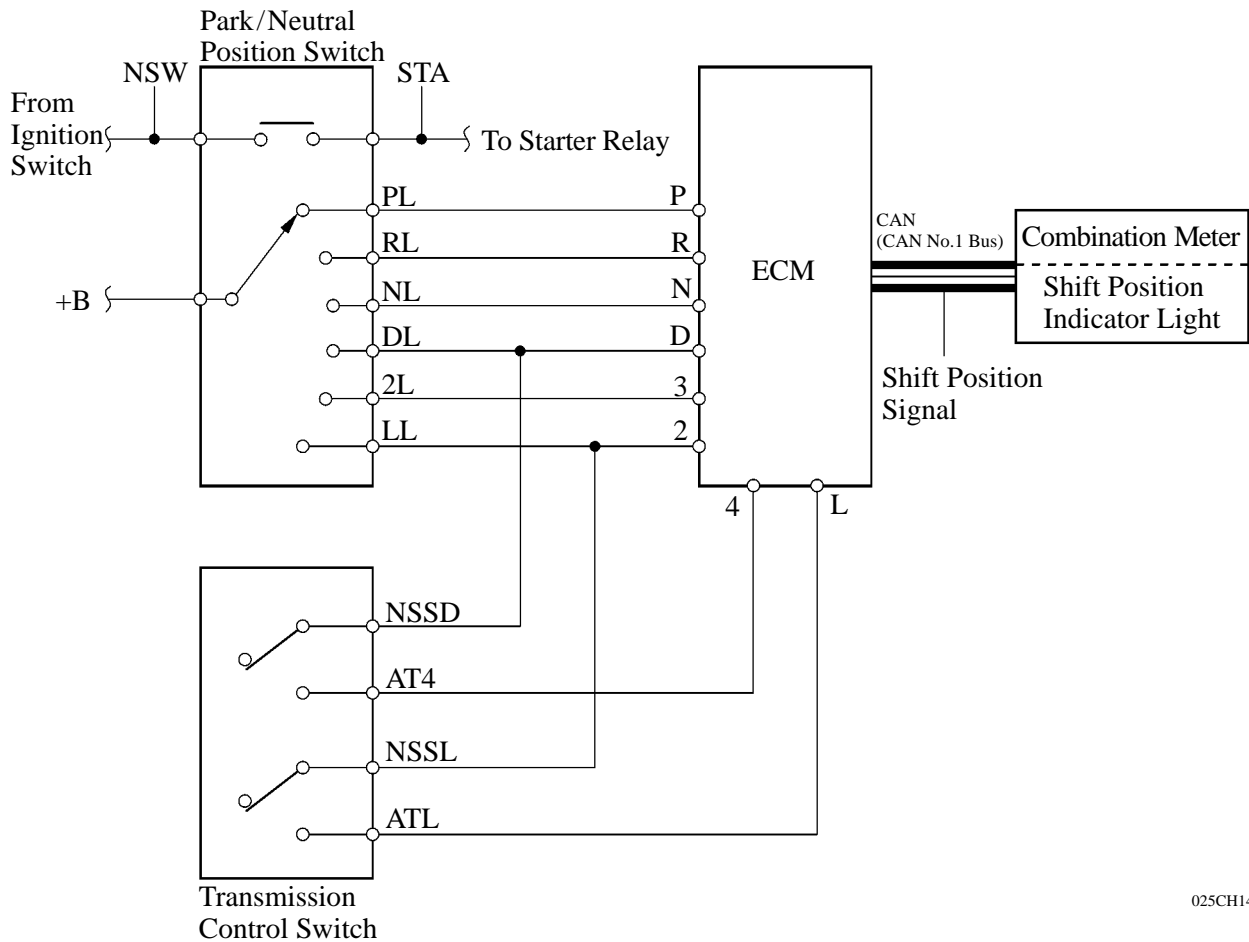 Park/Neutral
Position Switch
NSW
STA
From
Ignition
Switch
To Starter Relay
PL
P
RL
R
+B
NL
N
DL
D
2L
3
LL
2
ECM
4
L
CAN
(CAN No.1 Bus)
Combination Meter
Shift Position
Indicator Light
Shift Position
Signal
NSSD
AT4
NSSL
ATL
Transmission
Control Switch
025CH14